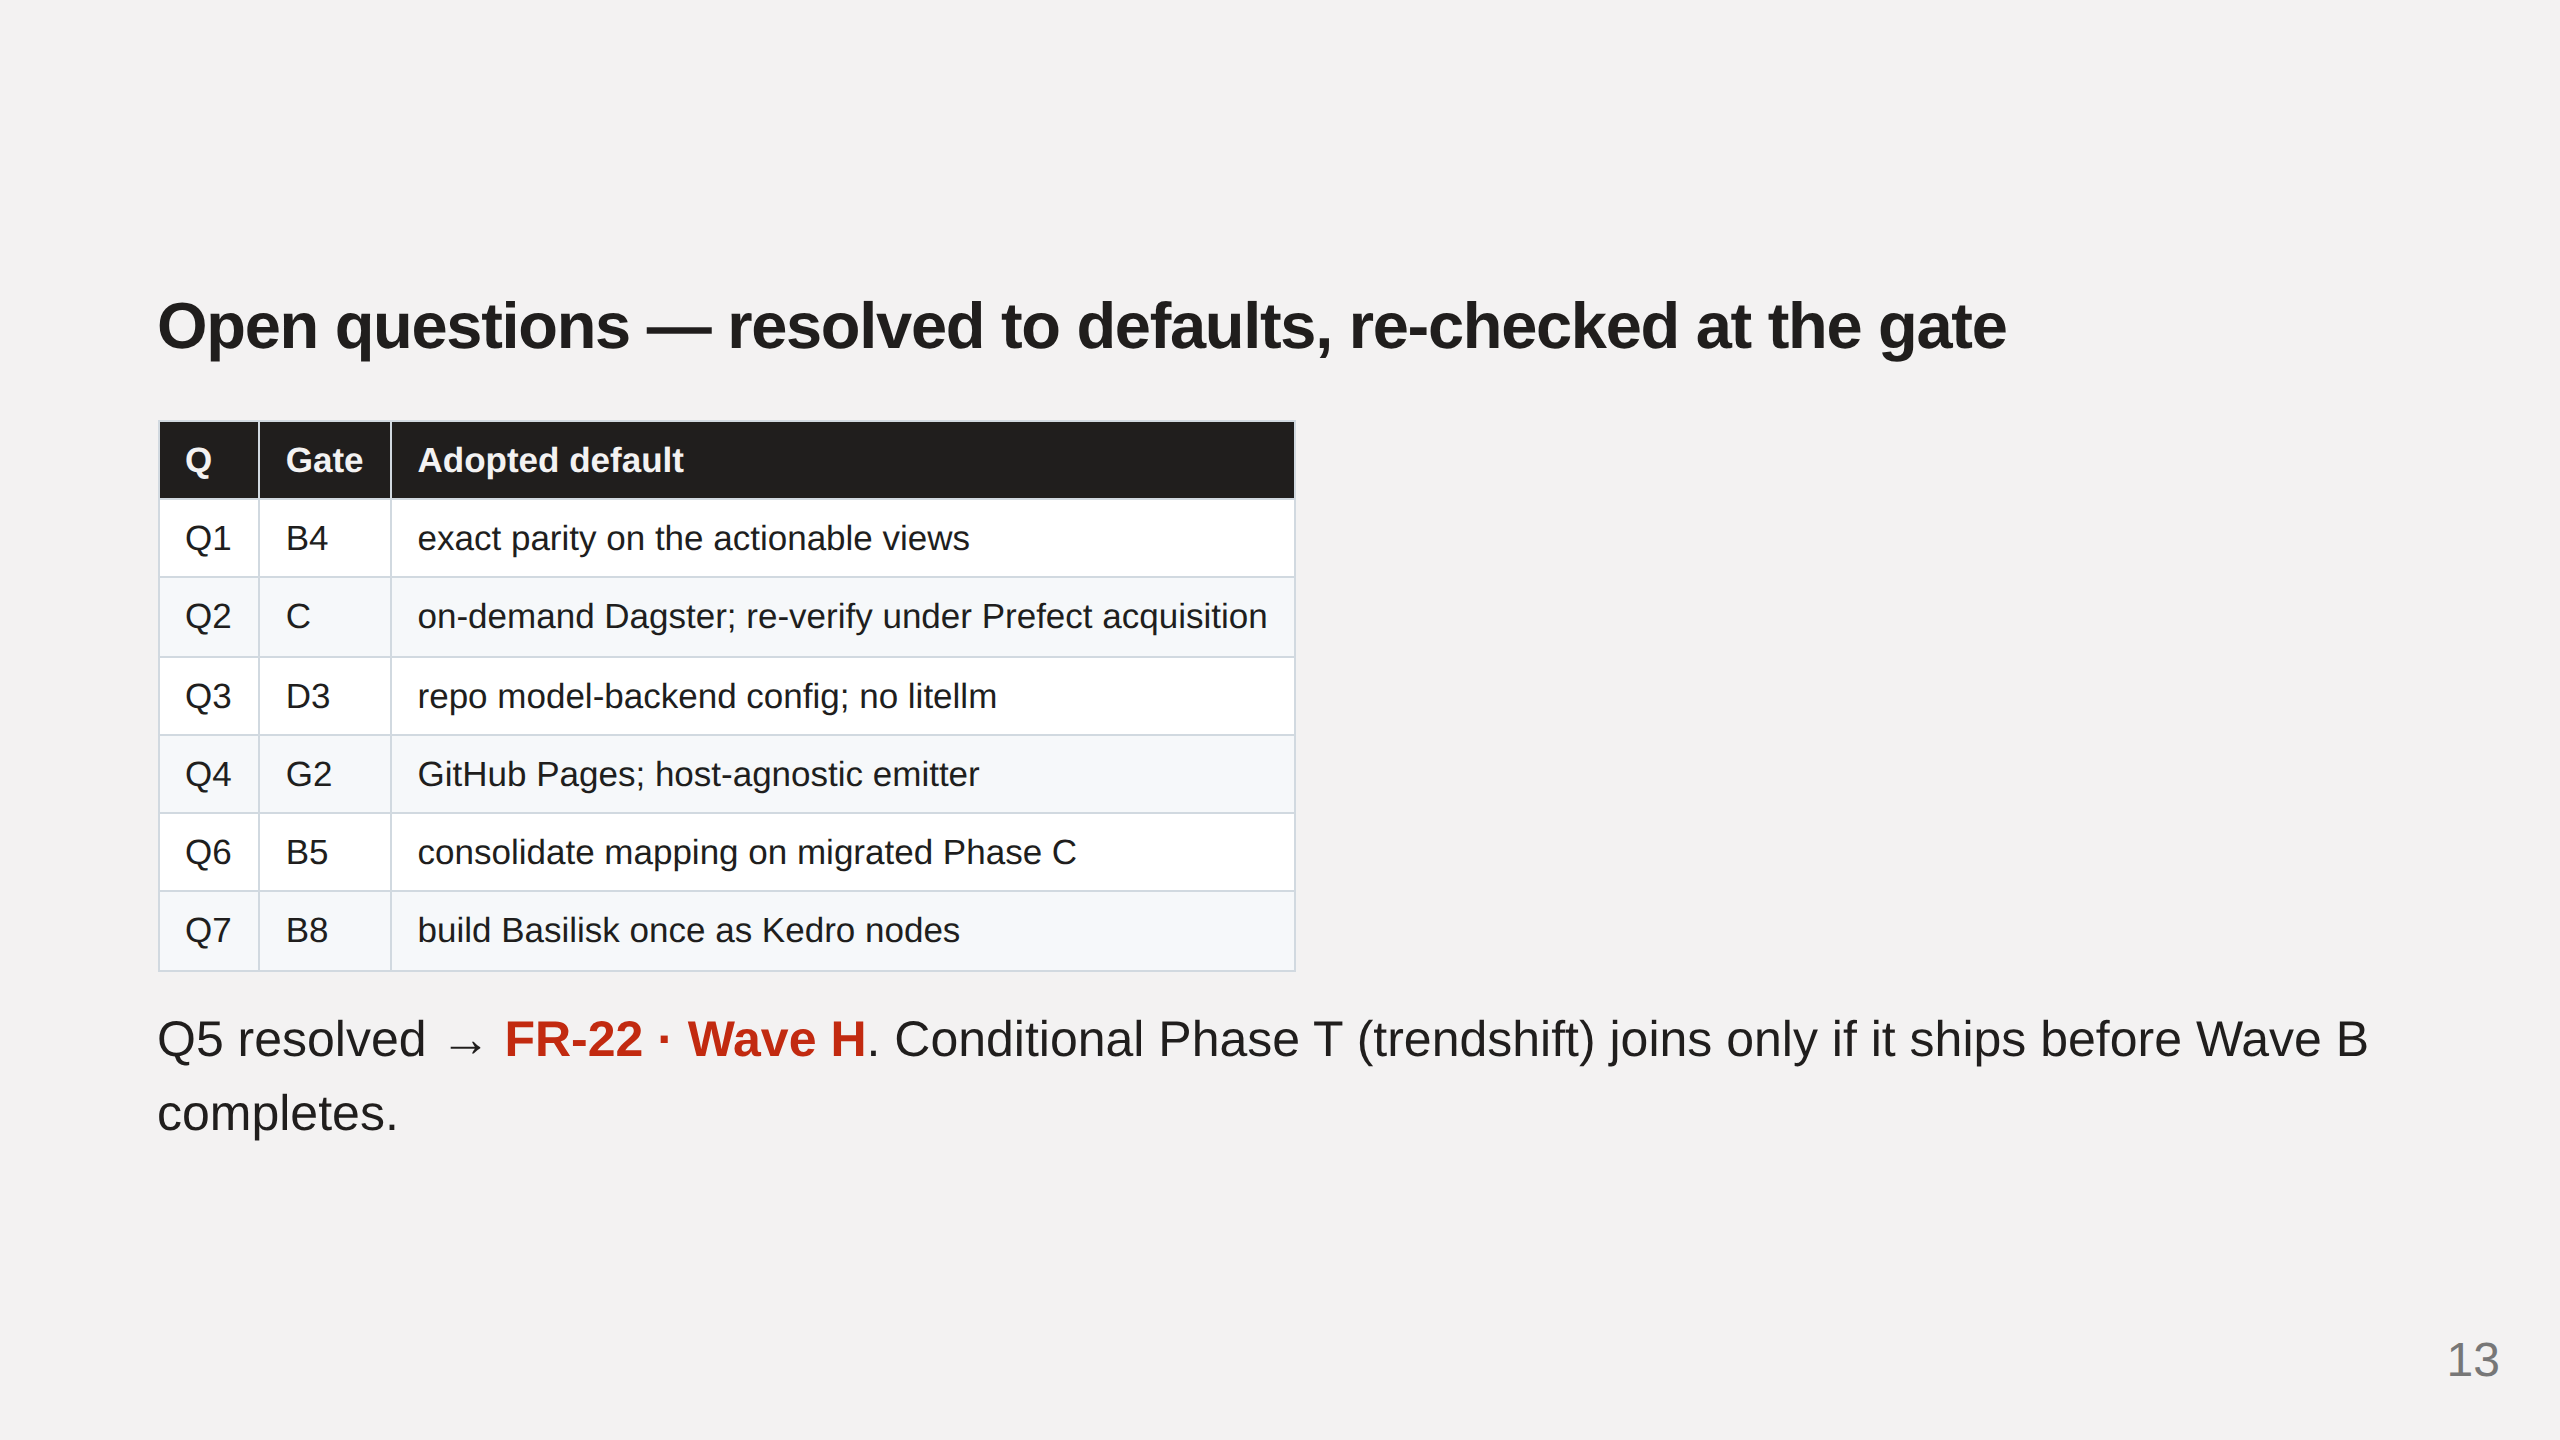 Open questions — resolved to defaults, re-checked at the gate
Q Gate Adopted default
Q1 B4 exact parity on the actionable views
Q2 C on-demand Dagster; re-verify under Prefect acquisition
Q3 D3 repo model-backend config; no litellm
Q4 G2 GitHub Pages; host-agnostic emitter
Q6 B5 consolidate mapping on migrated Phase C
Q7 B8 build Basilisk once as Kedro nodes
Q5 resolved → FR-22 · Wave H. Conditional Phase T (trendshift) joins only if it ships before Wave B
completes.
13